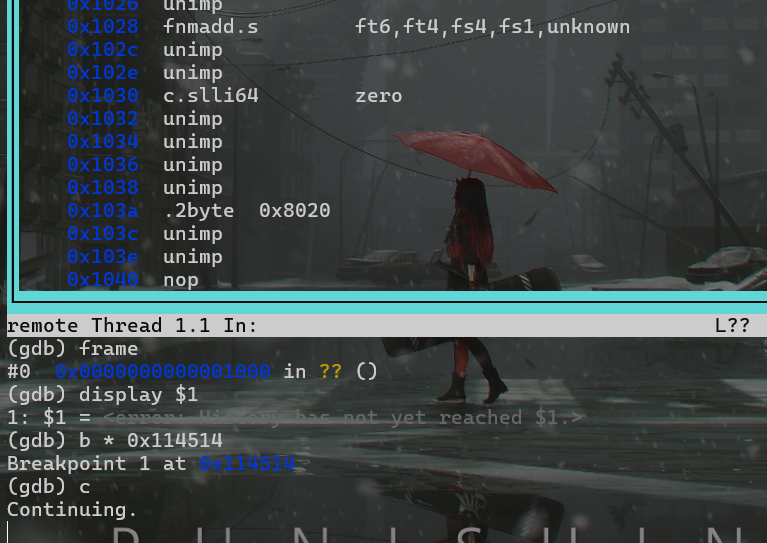 0x1026 unimp
0x1028 fnmadd.s ft6,ft4,fs4,fs1,unknown
0x102c unimp
0x102e unimp
0x1030 c.slli64 zero
0x1032 unimp
0x1034 unimp
0x1036 unimp
0x1038 unimp
0x103a .2byte 0x8020
0x103c unimp
0x103e unimp
0x1040 nop
remote Thread 1.1 In: L??
(gdb) frame
#0 0x0000000000001000 in ?? ()
(gdb) display $1
1: $1 = <error: History has not yet reached $1.>
(gdb) b * 0x114514
Breakpoint 1 at 0x114514
(gdb) c
Continuing.
P U N I S H I N